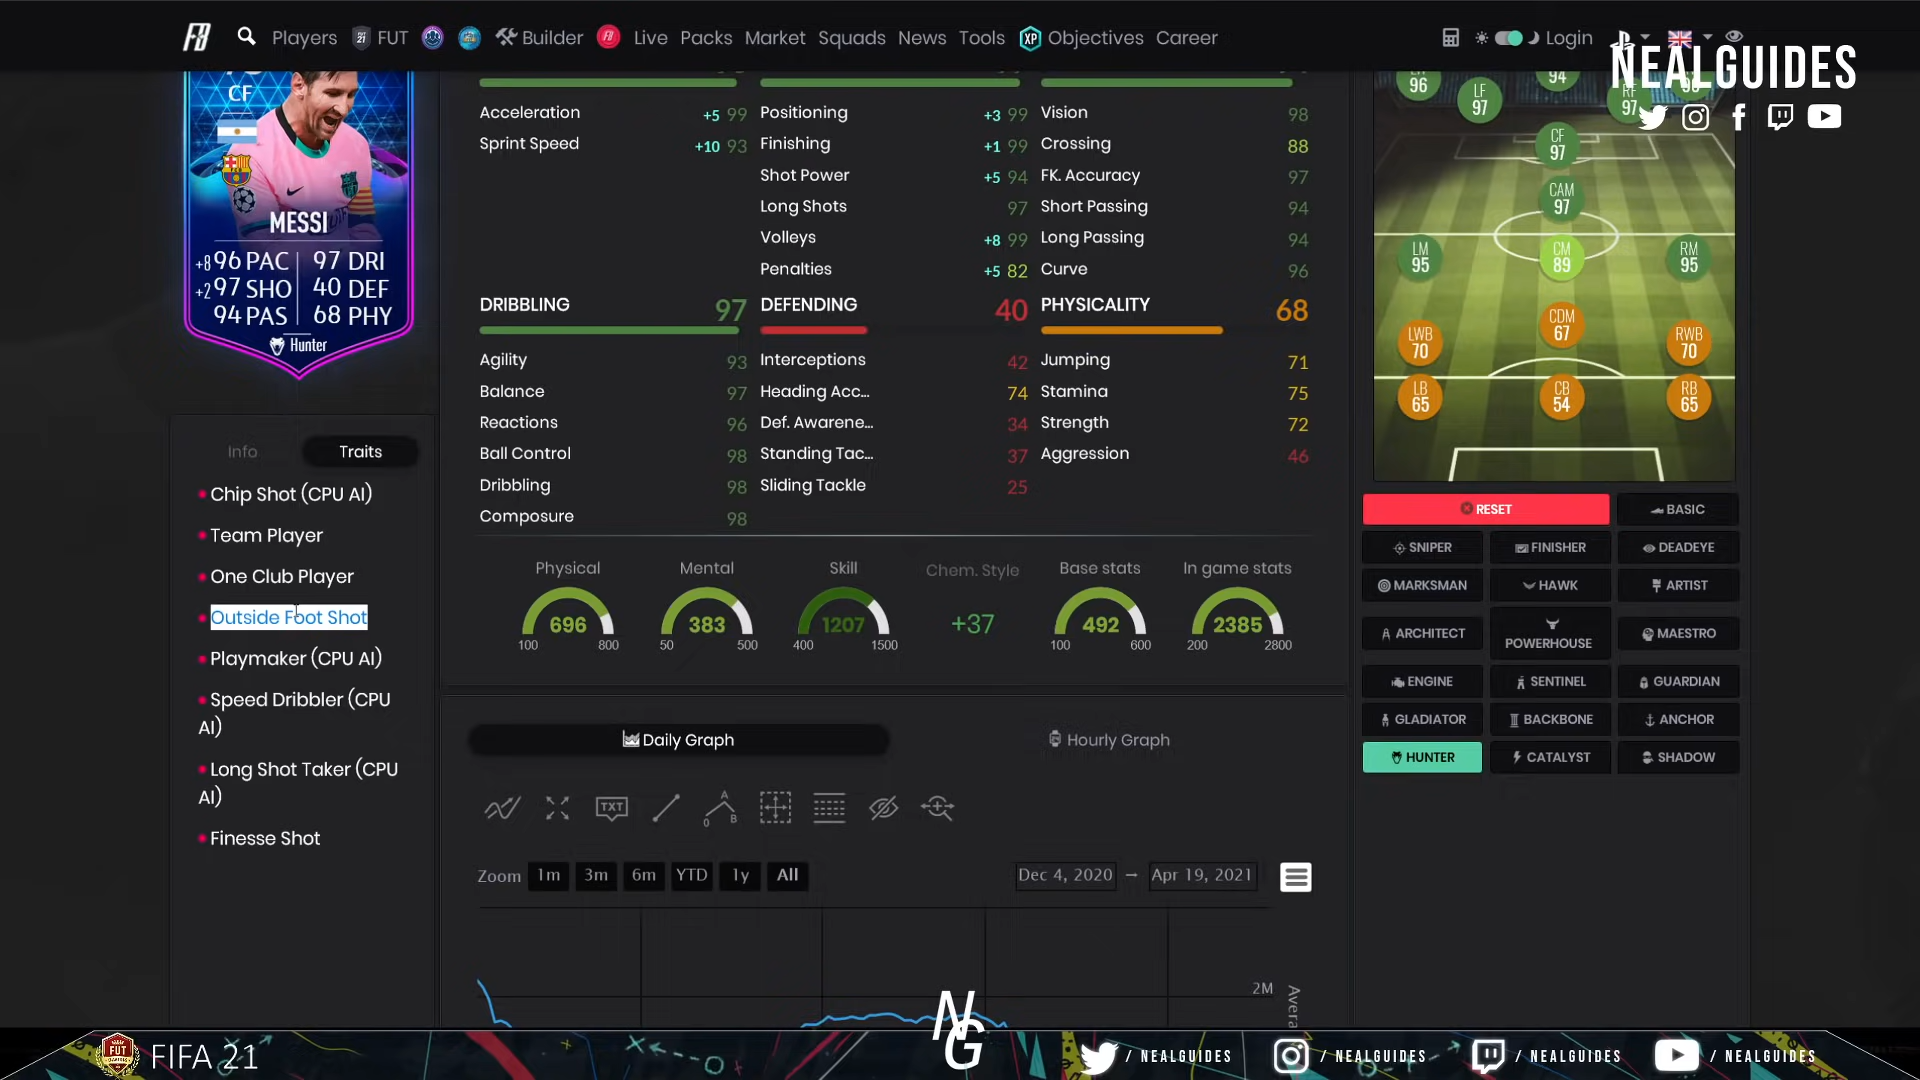 Players FUT Builder Live Packs Market Squads News Tools XP Objectives Career Login
NEALGUIDES
CF
MESSI
+8 96 PAC 97 DRI
+2 97 SHO 40 DEF
94 PAS 68 PHY
Hunter
Info Traits
Chip Shot (CPU AI)
Team Player
One Club Player
Outside Foot Shot
Playmaker (CPU AI)
Speed Dribbler (CPU
AI)
Long Shot Taker (CPU
AI)
Finesse Shot
Acceleration +5 99
Sprint Speed +10 93
Positioning +3 99
Finishing +1 99
Shot Power +5 94
Long Shots 97
Volleys +8 99
Penalties +5 82
Vision 98
Crossing 88
FK. Accuracy 97
Short Passing 94
Long Passing 94
Curve 96
DRIBBLING 97
Agility 93
Balance 97
Reactions 96
Ball Control 98
Dribbling 98
Composure 98
DEFENDING 40
Interceptions 42
Heading Acc... 74
Def. Awarene... 34
Standing Tac... 37
Sliding Tackle 25
PHYSICALITY 68
Jumping 71
Stamina 75
Strength 72
Aggression 46
Physical Mental Skill Chem. Style Base stats In game stats
696 383 1207 +37 492 2385
100 800 50 500 400 1500 100 600 200 2800
Daily Graph Hourly Graph
TXT
A
0 B
Zoom 1m 3m 6m YTD 1y All Dec 4, 2020 → Apr 19, 2021
2M
96
LF
97
94
RF
97
CF
97
CAM
97
LM
95
CM
89
RM
95
LWB
70
CDM
67
RWB
70
LB
65
CB
54
RB
65
RESET BASIC
SNIPER FINISHER DEADEYE
MARKSMAN HAWK ARTIST
ARCHITECT POWERHOUSE MAESTRO
ENGINE SENTINEL GUARDIAN
GLADIATOR BACKBONE ANCHOR
HUNTER CATALYST SHADOW
FUT
FIFA 21
NG
/ NEALGUIDES / NEALGUIDES / NEALGUIDES / NEALGUIDES